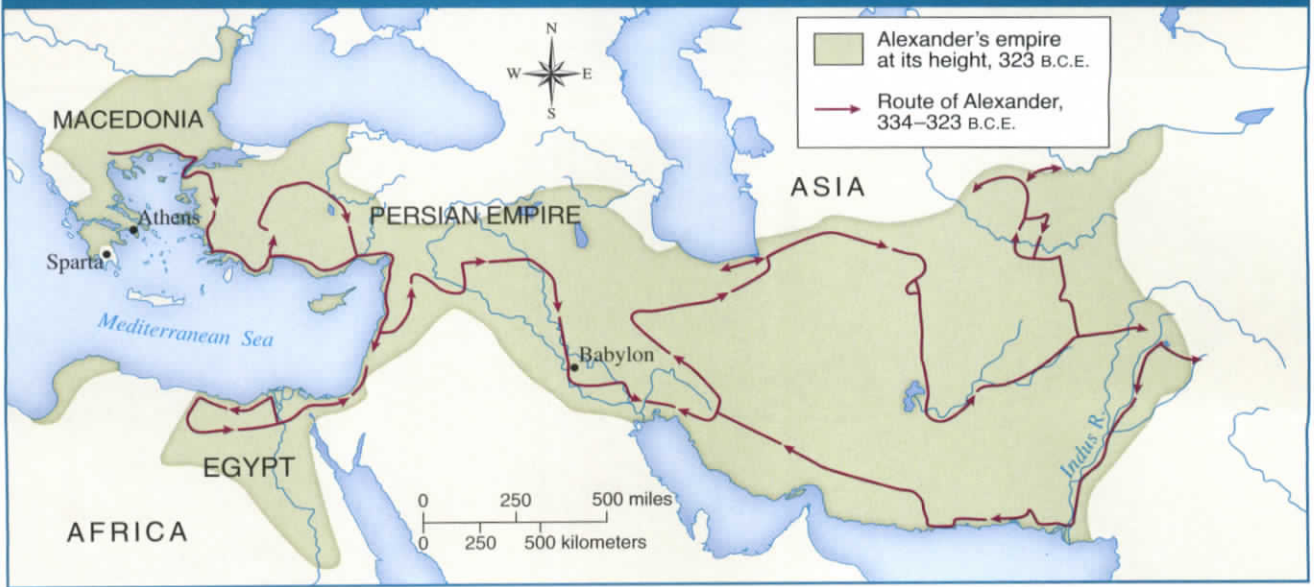 N
W E
S
Alexander's empire
at its height, 323 B.C.E.
Route of Alexander,
334–323 B.C.E.
MACEDONIA
ASIA
Athens
PERSIAN EMPIRE
Sparta
Mediterranean Sea
Babylon
Indus R.
EGYPT
0 250 500 miles
0 250 500 kilometers
AFRICA